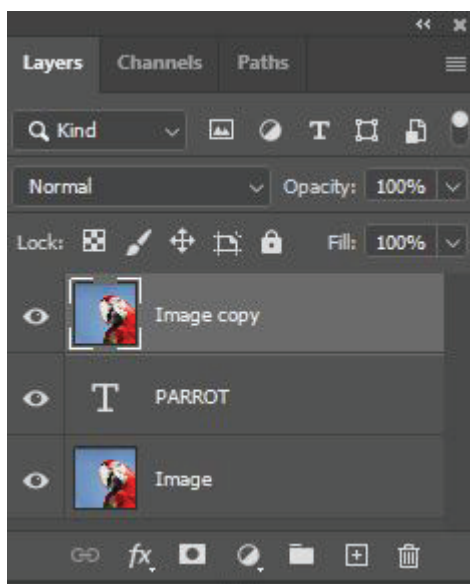 Layers Channels Paths
Kind T
Normal Opacity: 100%
Lock: Fill: 100%
Image copy
T PARROT
Image
fx